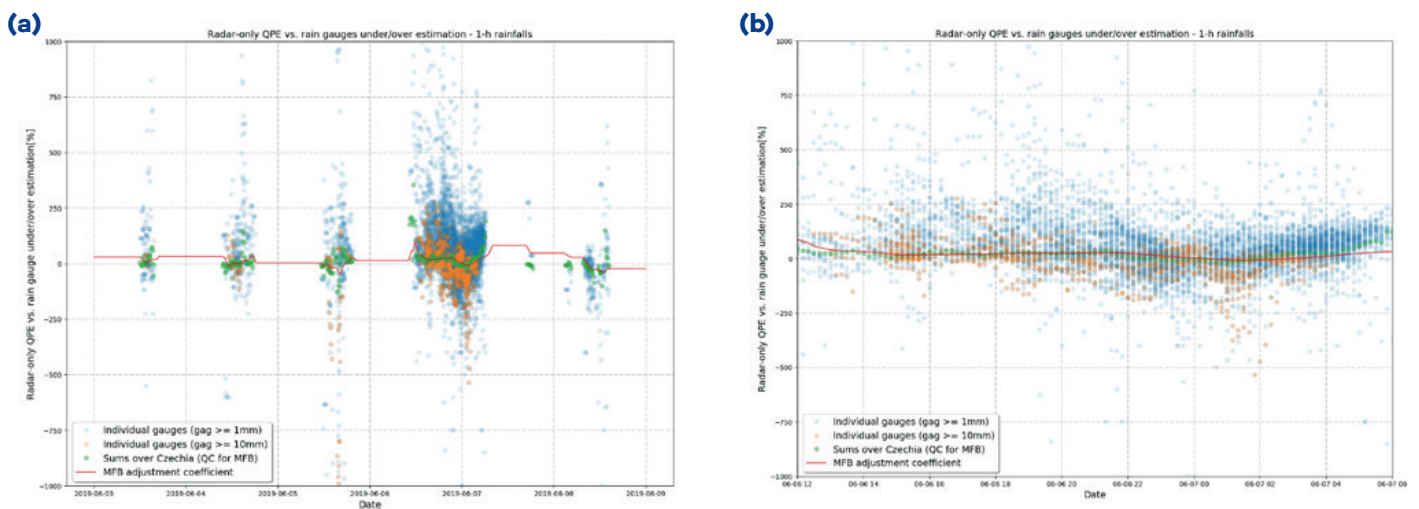 (a)
Radar-only QPE vs. rain gauges under/over estimation - 1-h rainfalls
Radar-only QPE vs. rain gauge under/over estimation[%]
1000
750
500
250
0
−250
−500
−750
−1000
Individual gauges (gag >= 1mm)
Individual gauges (gag >= 10mm)
Sums over Czechia (QC for MFB)
MFB adjustment coefficient
2019-06-03
2019-06-04
2019-06-05
2019-06-06
2019-06-07
2019-06-08
2019-06-09
Date
(b)
Radar-only QPE vs. rain gauges under/over estimation - 1-h rainfalls
Radar-only QPE vs. rain guage under/over estimation[%]
1000
750
500
250
0
−250
−500
−750
−1000
Individual gauges (gag >= 1mm)
Individual gauges (gag >= 10mm)
Sums over Czechia (QC for MFB)
MFB adjustment coefficient
06-06 12
06-06 14
06-06 16
06-06 18
06-06 20
06-06 22
06-07 02
06-07 04
Date